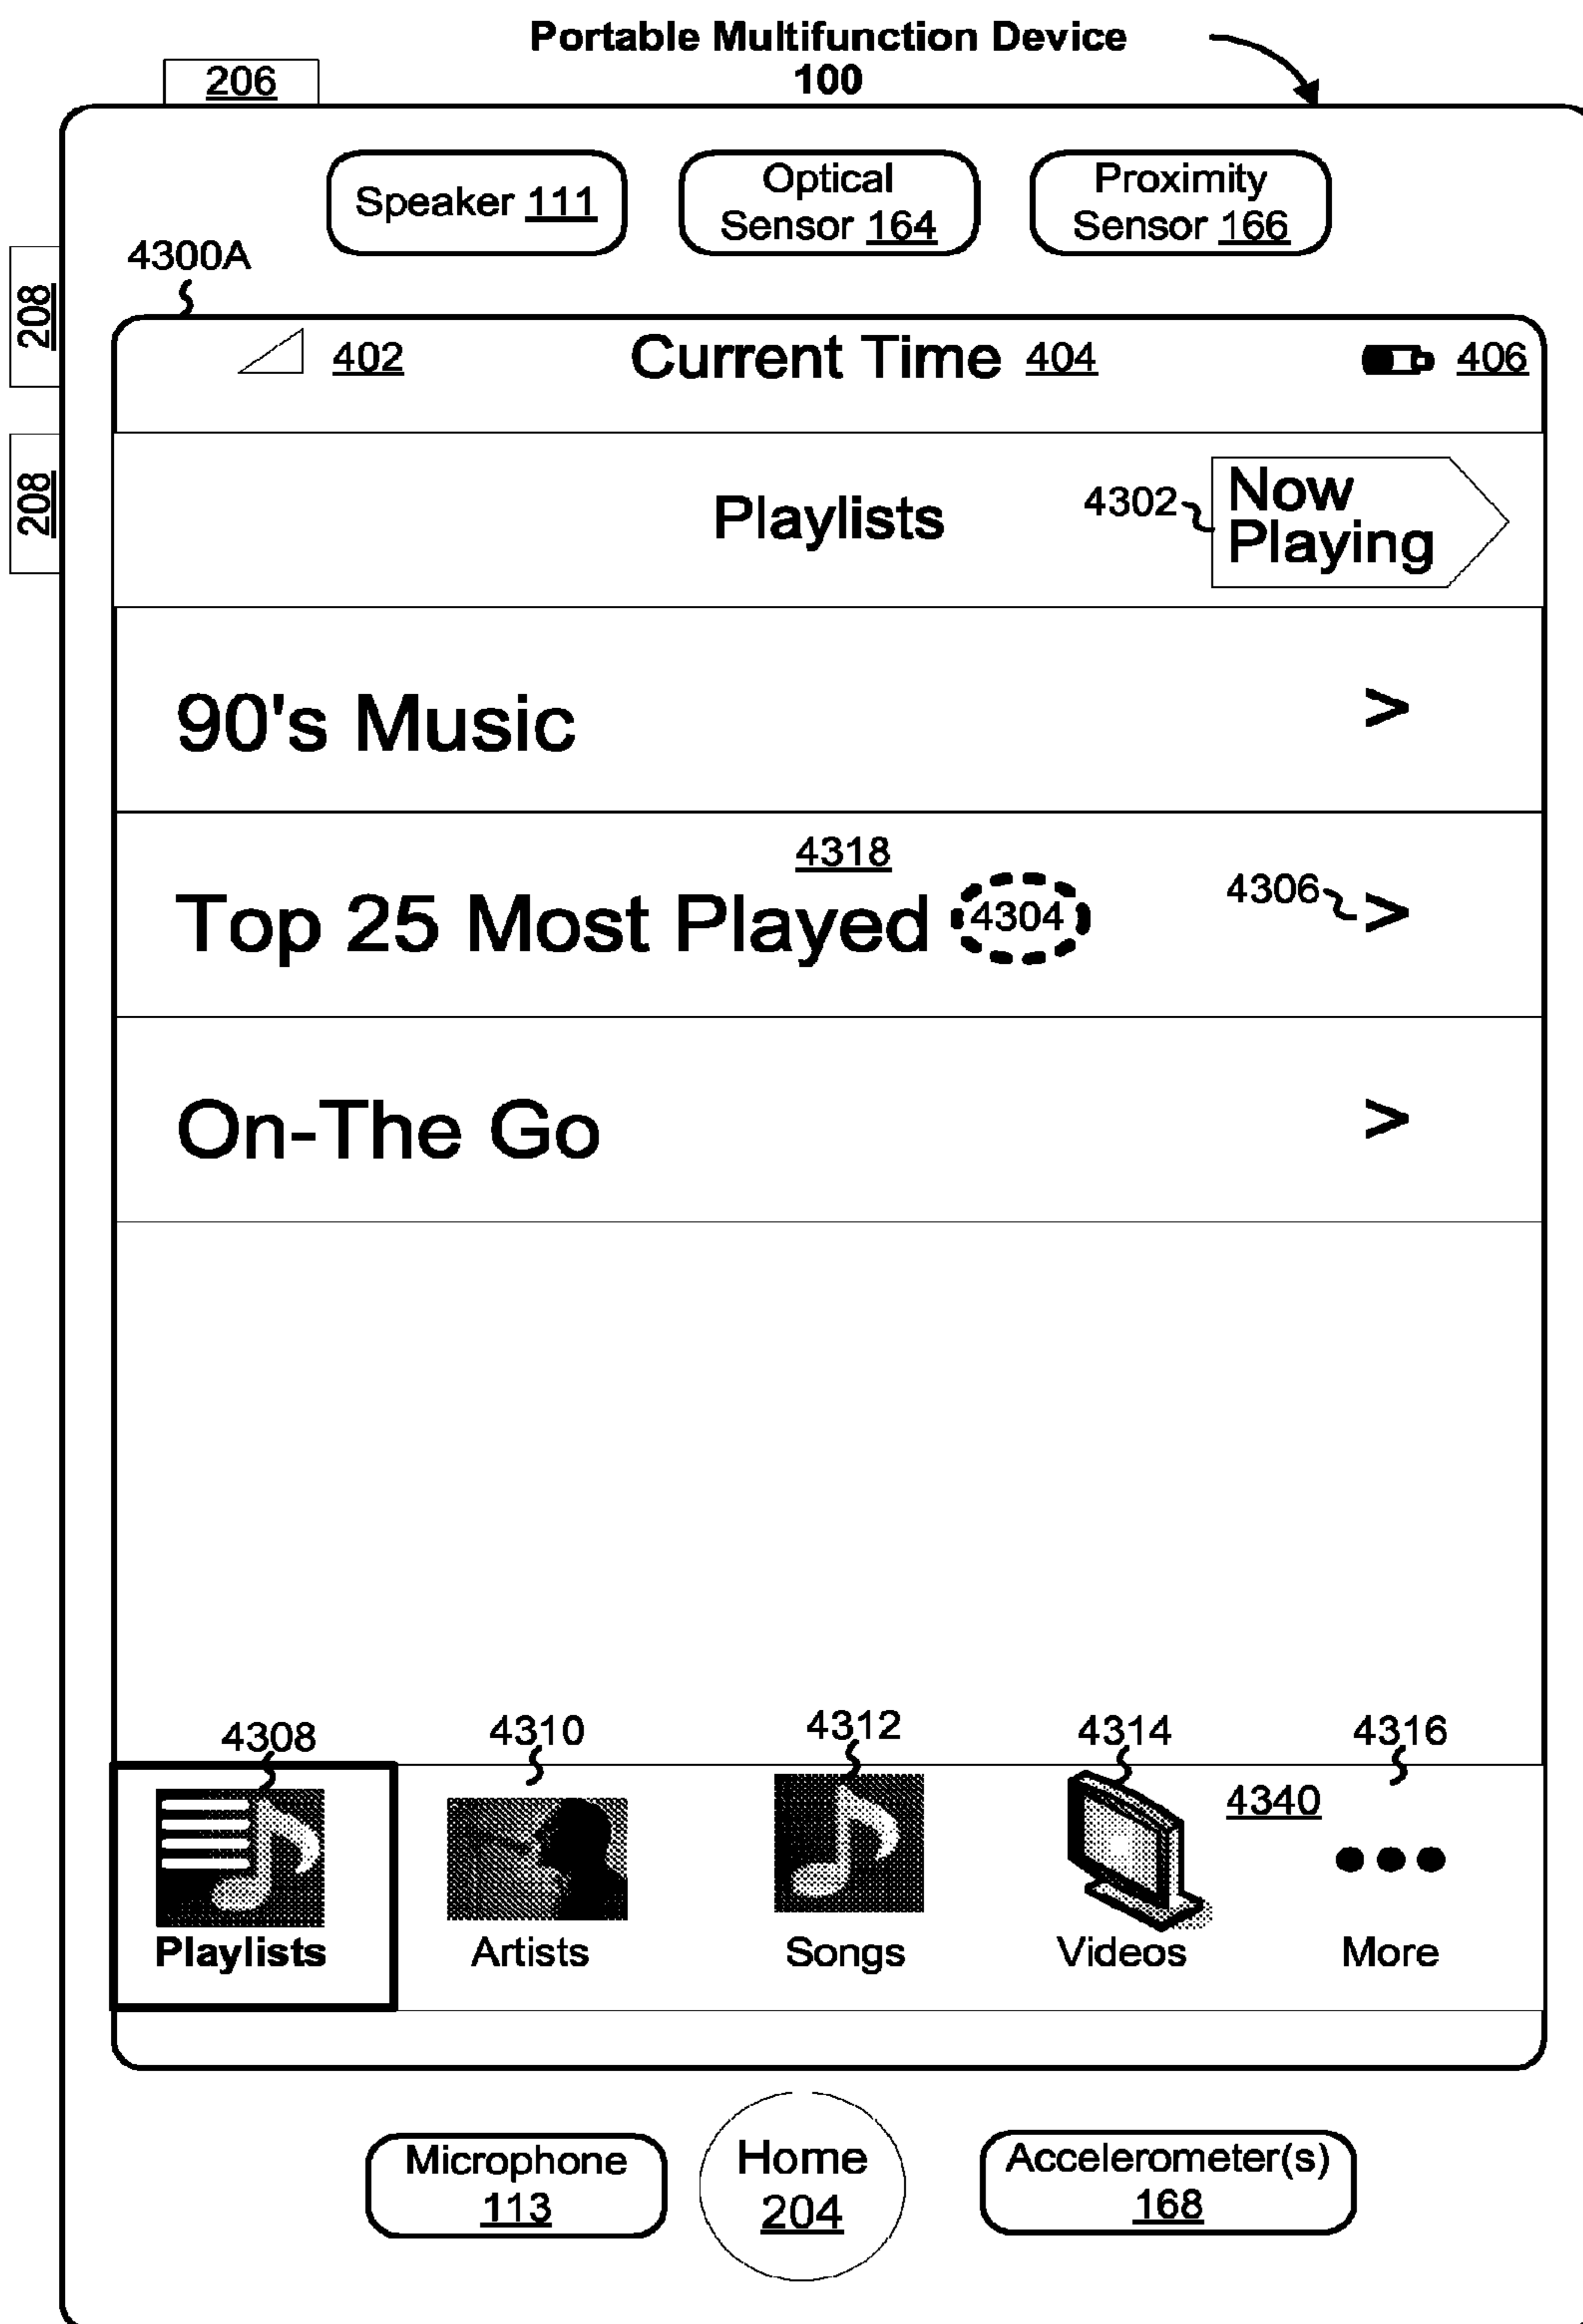 Portable Multifunction Device
100
206
Speaker 111
Optical
Sensor 164
Proximity
Sensor 166
4300A
208
402
Current Time 404
406
208
Playlists
4302
Now
Playing
90's Music
>
4318
Top 25 Most Played
4304
4306
>
On-The Go
>
4308
4310
4312
4314
4316
4340
Playlists
Artists
Songs
Videos
More
Microphone
113
Home
204
Accelerometer(s)
168